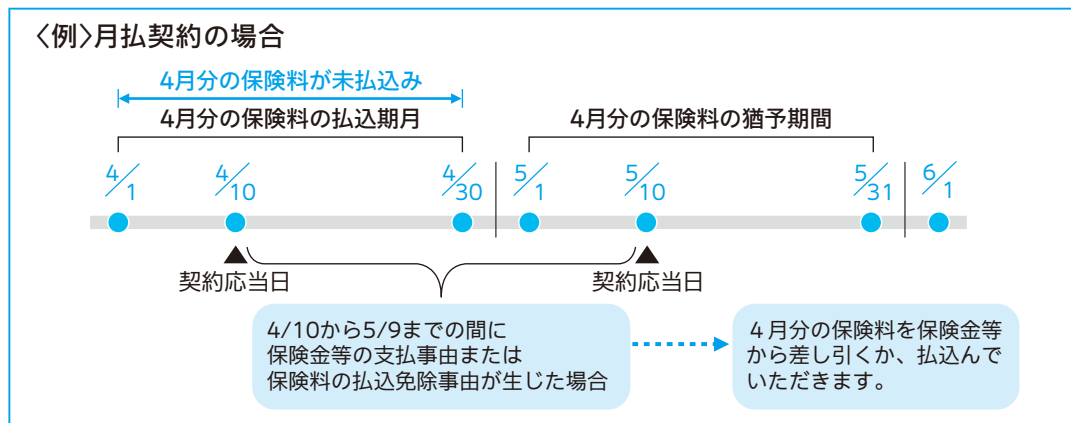 〈例〉月払契約の場合
4月分の保険料が未払込み
4月分の保険料の払込期月
4月分の保険料の猶予期間
4/1
4/10
4/30
5/1
5/10
5/31
6/1
契約応当日
契約応当日
4/10から5/9までの間に
保険金等の支払事由または
保険料の払込免除事由が生じた場合
４月分の保険料を保険金等
から差し引くか、払込んで
いただきます。